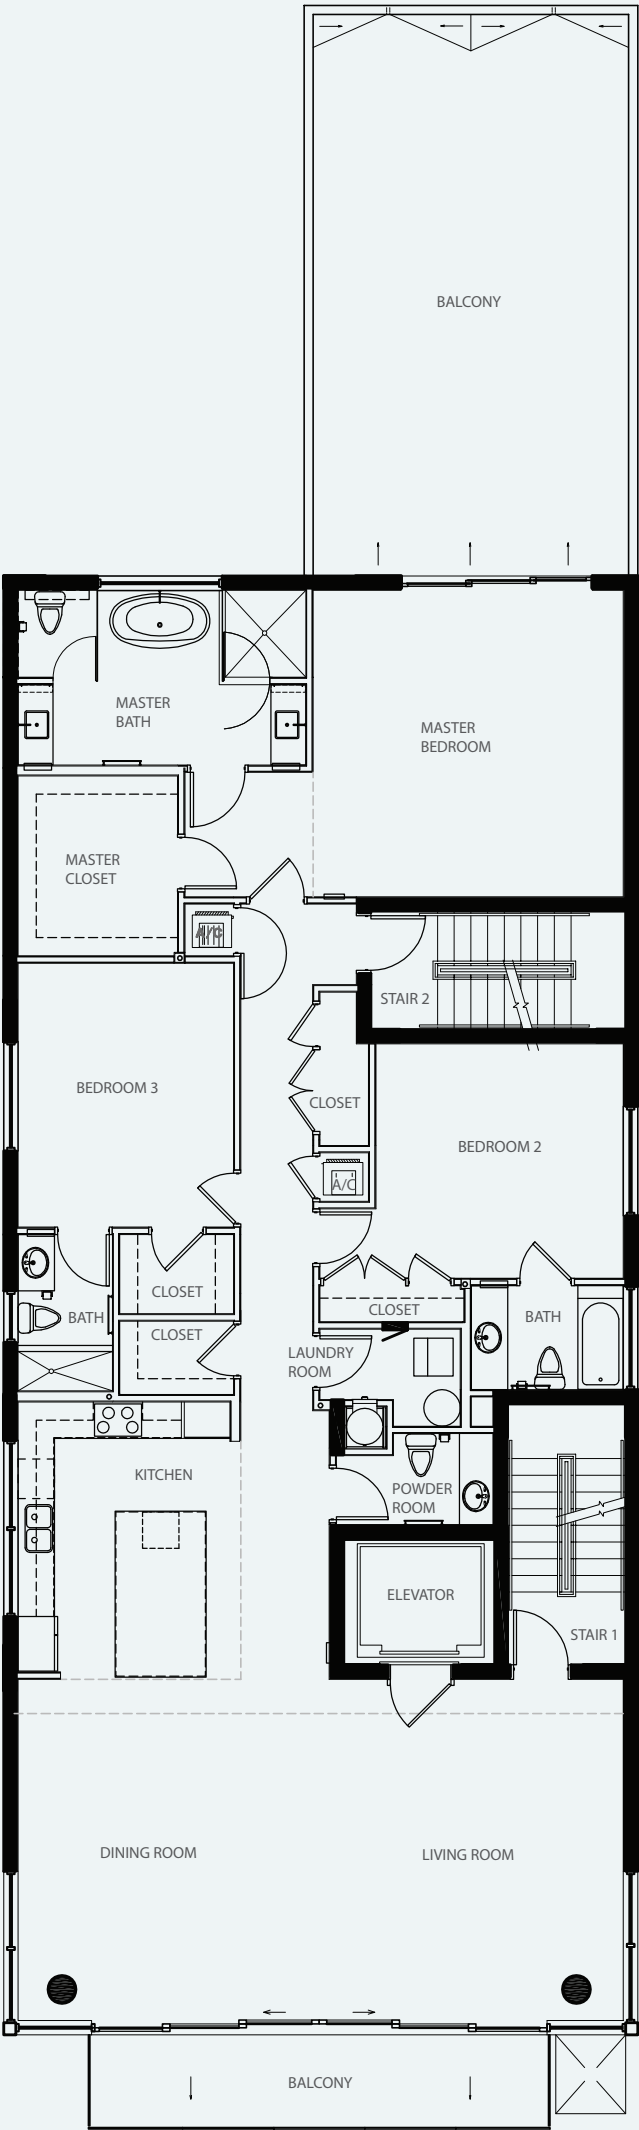 BALCONY
MASTER
BATH
MASTER
BEDROOM
MASTER
CLOSET
A/C
STAIR 2
BEDROOM 3
CLOSET
BEDROOM 2
A/C
CLOSET
CLOSET
BATH
BATH
CLOSET
LAUNDRY
ROOM
KITCHEN
POWDER
ROOM
ELEVATOR
STAIR 1
DINING ROOM
LIVING ROOM
BALCONY